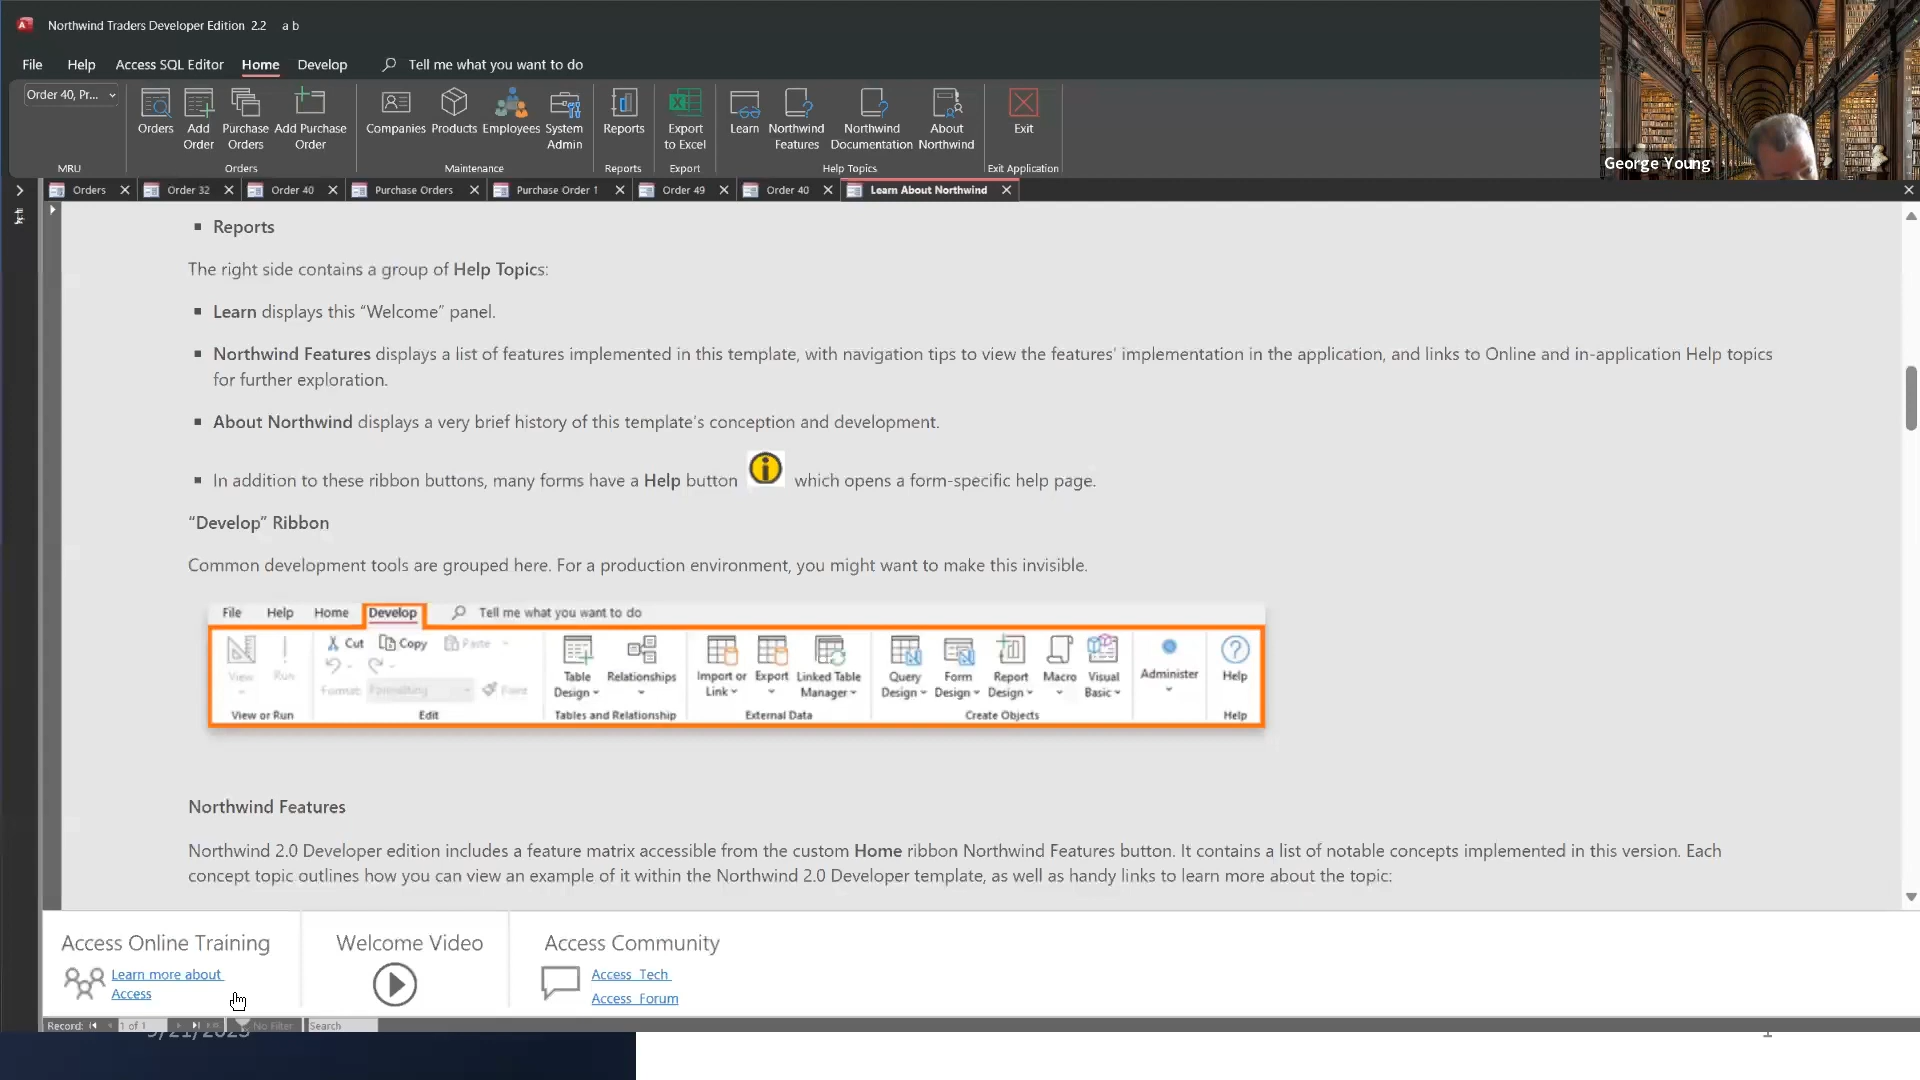 Northwind Traders Developer Edition 2.2 a b
File Help Access SQL Editor Home Develop Tell me what you want to do
Order 40, Pr...
Orders
Add Order
Purchase Orders
Add Purchase Order
Companies
Products
Employees
System Admin
Reports
Export to Excel
Learn
Northwind Features
Northwind Documentation
About Northwind
Exit
MRU Orders Maintenance Reports Export Help Topics Exit Application
George Young
Orders Order 32 Order 40 Purchase Orders Purchase Order 1 Order 49 Order 40 Learn About Northwind
▪ Reports
The right side contains a group of Help Topics:
▪ Learn displays this “Welcome” panel.
▪ Northwind Features displays a list of features implemented in this template, with navigation tips to view the features’ implementation in the application, and links to Online and in-application Help topics
for further exploration.
▪ About Northwind displays a very brief history of this template’s conception and development.
▪ In addition to these ribbon buttons, many forms have a Help button which opens a form-specific help page.
“Develop” Ribbon
Common development tools are grouped here. For a production environment, you might want to make this invisible.
File Help Home Develop Tell me what you want to do
View
Run
Cut Copy Paste
Format: Formatting
Table Design
Relationships
Import or Link
Export
Linked Table Manager
Query Design
Form Design
Report Design
Macro
Visual Basic
Administer
Help
View or Run Edit Tables and Relationship External Data Create Objects Help
Northwind Features
Northwind 2.0 Developer edition includes a feature matrix accessible from the custom Home ribbon Northwind Features button. It contains a list of notable concepts implemented in this version. Each
concept topic outlines how you can view an example of it within the Northwind 2.0 Developer template, as well as handy links to learn more about the topic:
Access Online Training
Learn more about
Access
Welcome Video
Access Community
Access Tech
Access Forum
Record: 1 of 1 No Filter Search
9/21/2023